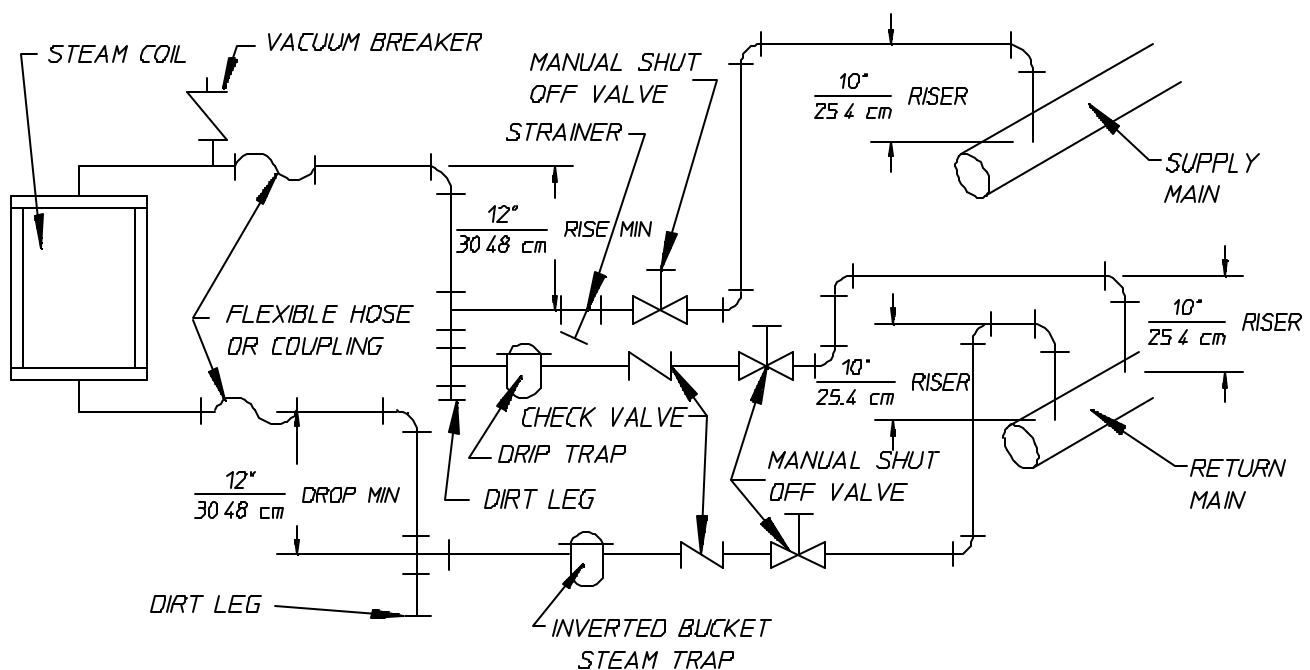 STEAM COIL
VACUUM BREAKER
MANUAL SHUT
OFF VALVE
STRAINER
10"
25.4 cm
RISER
SUPPLY
MAIN
12"
30.48 cm
RISE MIN
FLEXIBLE HOSE
OR COUPLING
10"
25.4 cm
RISER
10"
25.4 cm
RISER
CHECK VALVE
DRIP TRAP
DIRT LEG
MANUAL SHUT
OFF VALVE
RETURN
MAIN
12"
30.48 cm
DROP MIN
DIRT LEG
INVERTED BUCKET
STEAM TRAP